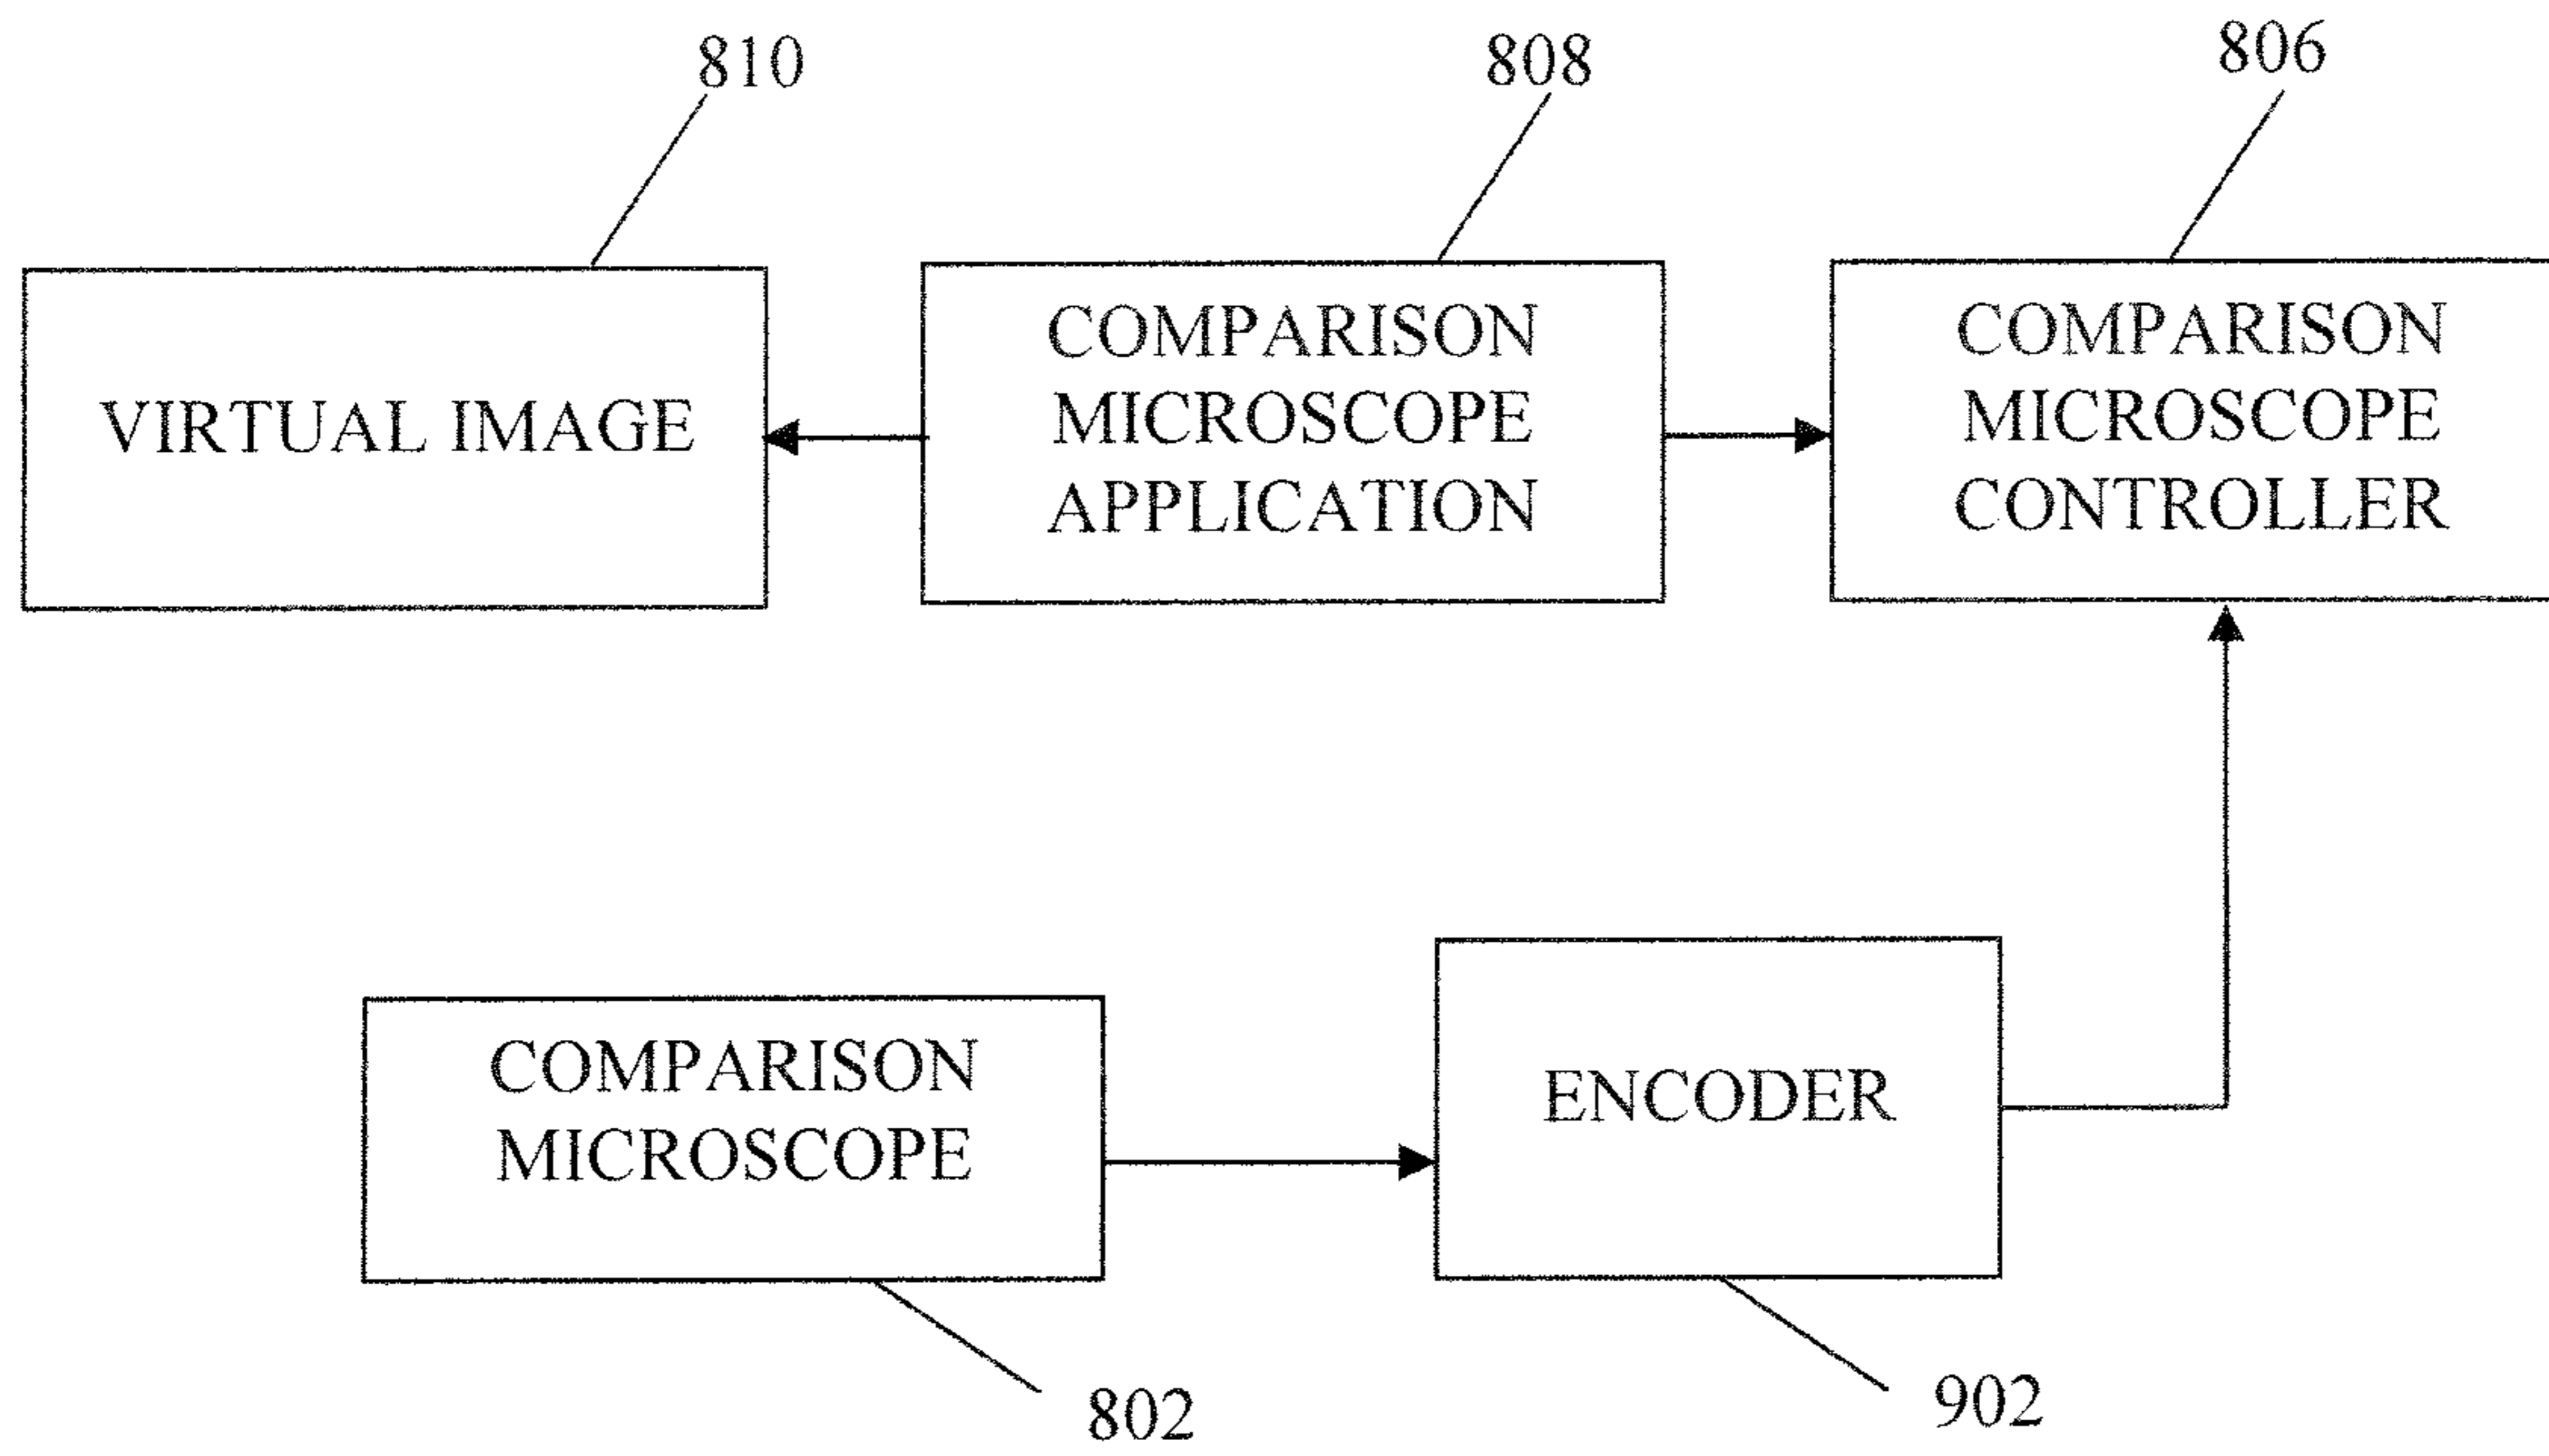 810
808
806
VIRTUAL IMAGE
COMPARISON
MICROSCOPE
APPLICATION
COMPARISON
MICROSCOPE
CONTROLLER
COMPARISON
MICROSCOPE
ENCODER
802
902